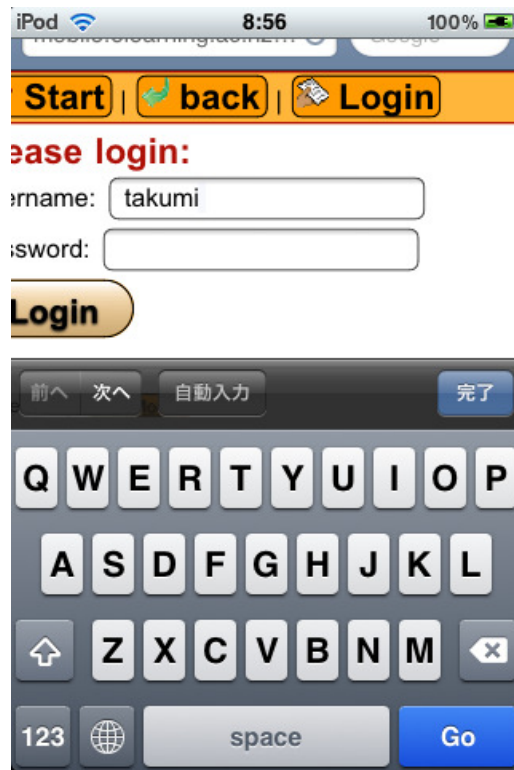 iPod 8:56 100%
Start | back | Login
ease login:
ername: takumi
ssword:
Login
前へ 次へ 自動入力 完了
Q W E R T Y U I O P
A S D F G H J K L
Z X C V B N M
123 space Go